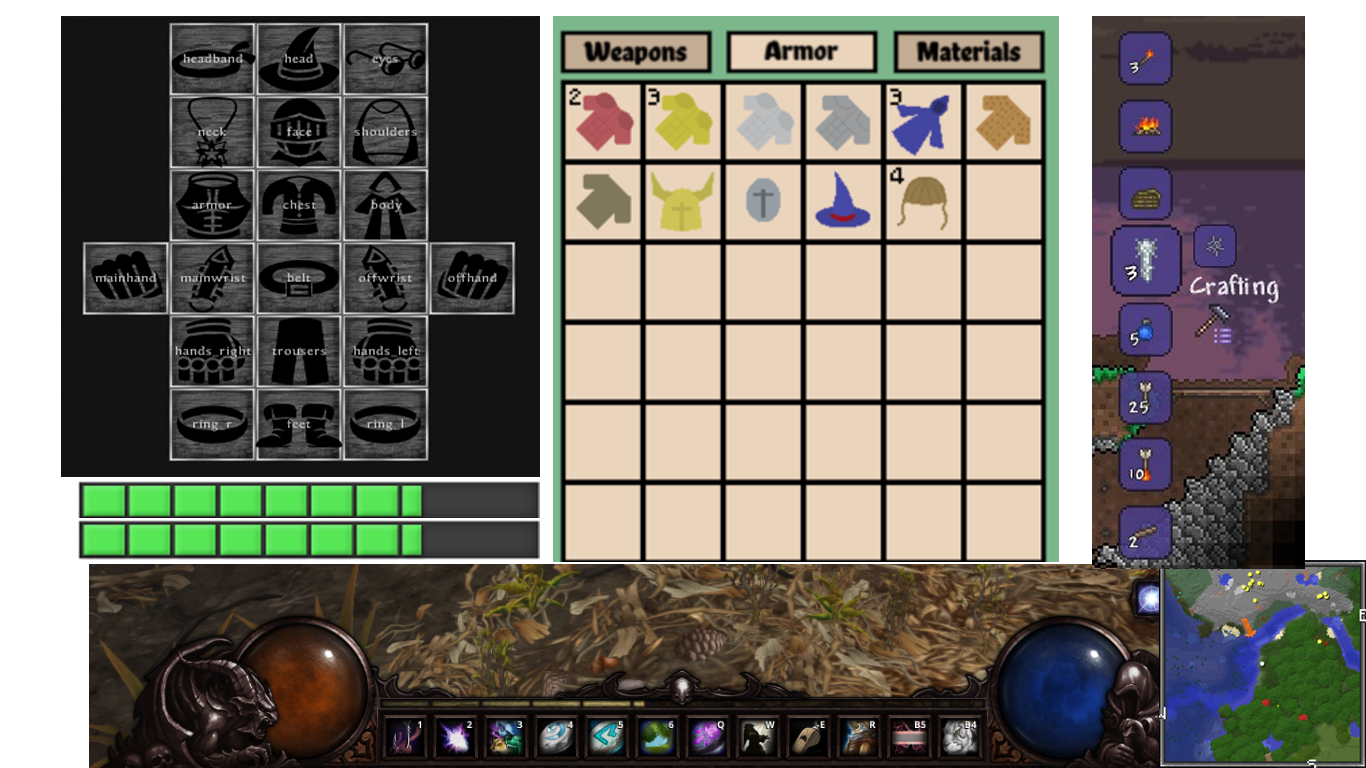 headband head eyes
neck face shoulders
armor chest body
mainhand mainwrist belt offwrist offhand
hands_right trousers hands_left
ring_r feet ring_l
Weapons Armor Materials
2 3 3
4
3
3
Crafting
5
25
10
2
1 2 3 4 5 6 Q W E R B5 B4
S